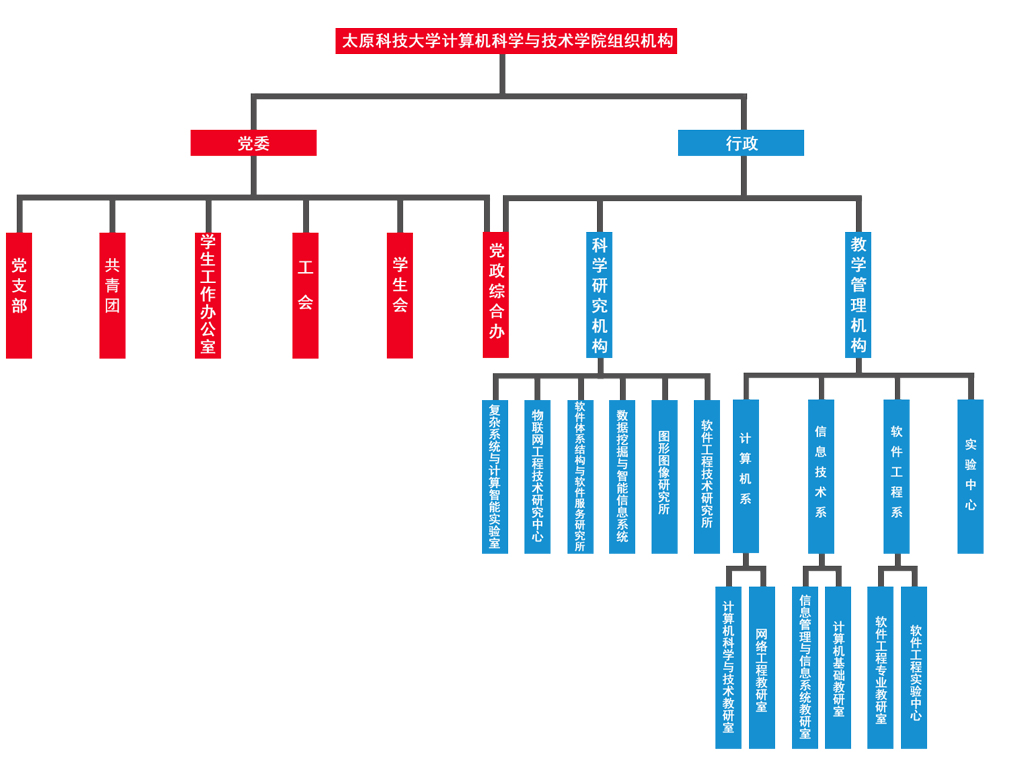 太原科技大学计算机科学与技术学院组织机构
党委
行政
党支部
共青团
学生工作办公室
工会
学生会
党政综合办
科学研究机构
教学管理机构
复杂系统与计算智能实验室
物联网工程技术研究中心
软件体系结构与软件服务研究所
数据挖掘与智能信息系统
图形图像研究所
软件工程技术研究所
计算机系
信息技术系
软件工程系
实验中心
计算机科学与技术教研室
网络工程教研室
信息管理与信息系统教研室
计算机基础教研室
软件工程专业教研室
软件工程实验中心